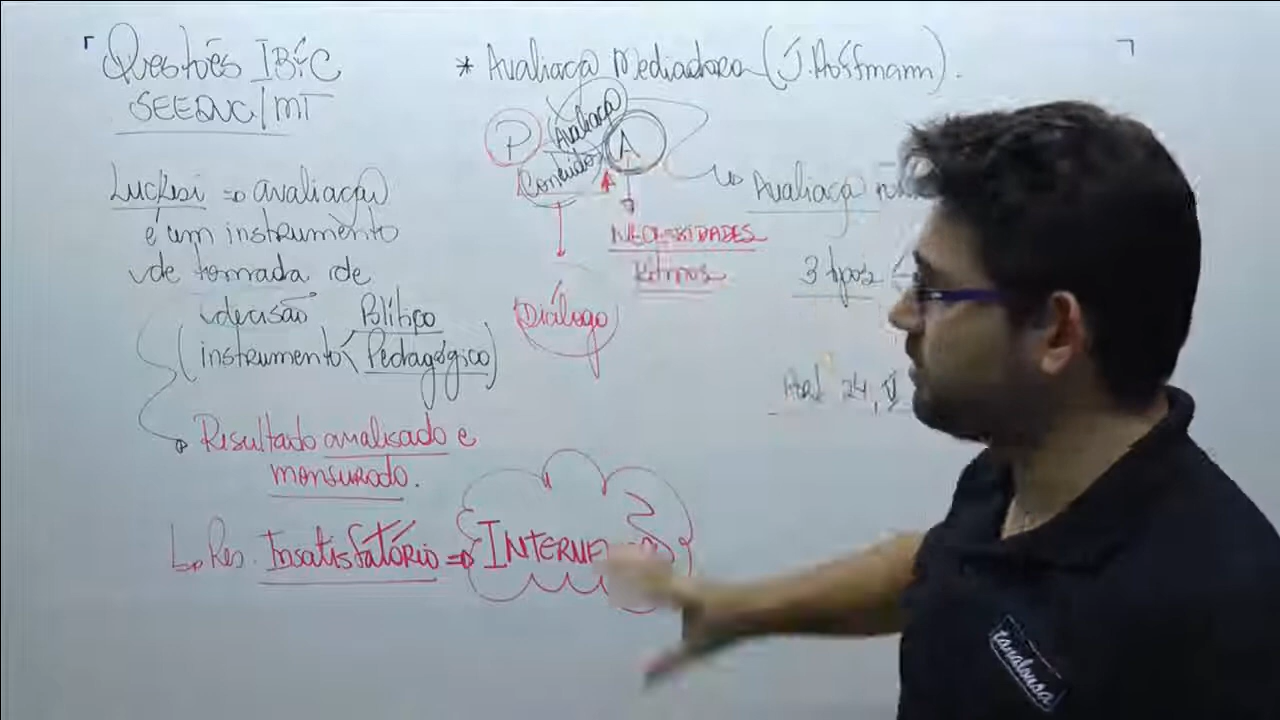 Questões IBFC
SEEDUC/MT
Luckesi => avaliação
é um instrumento
de tomada de
decisão Político
(instrumento Pedagógico)
Resultado analisado e
mensurado.
Res. Insatisfatório =>
* Avaliação Mediadora (J. Hoffmann).
P
Avaliação
A
Conteúdo
NECESSIDADES
Ritmos
Diálogo
Avaliação
3 tipos
Art 24, V